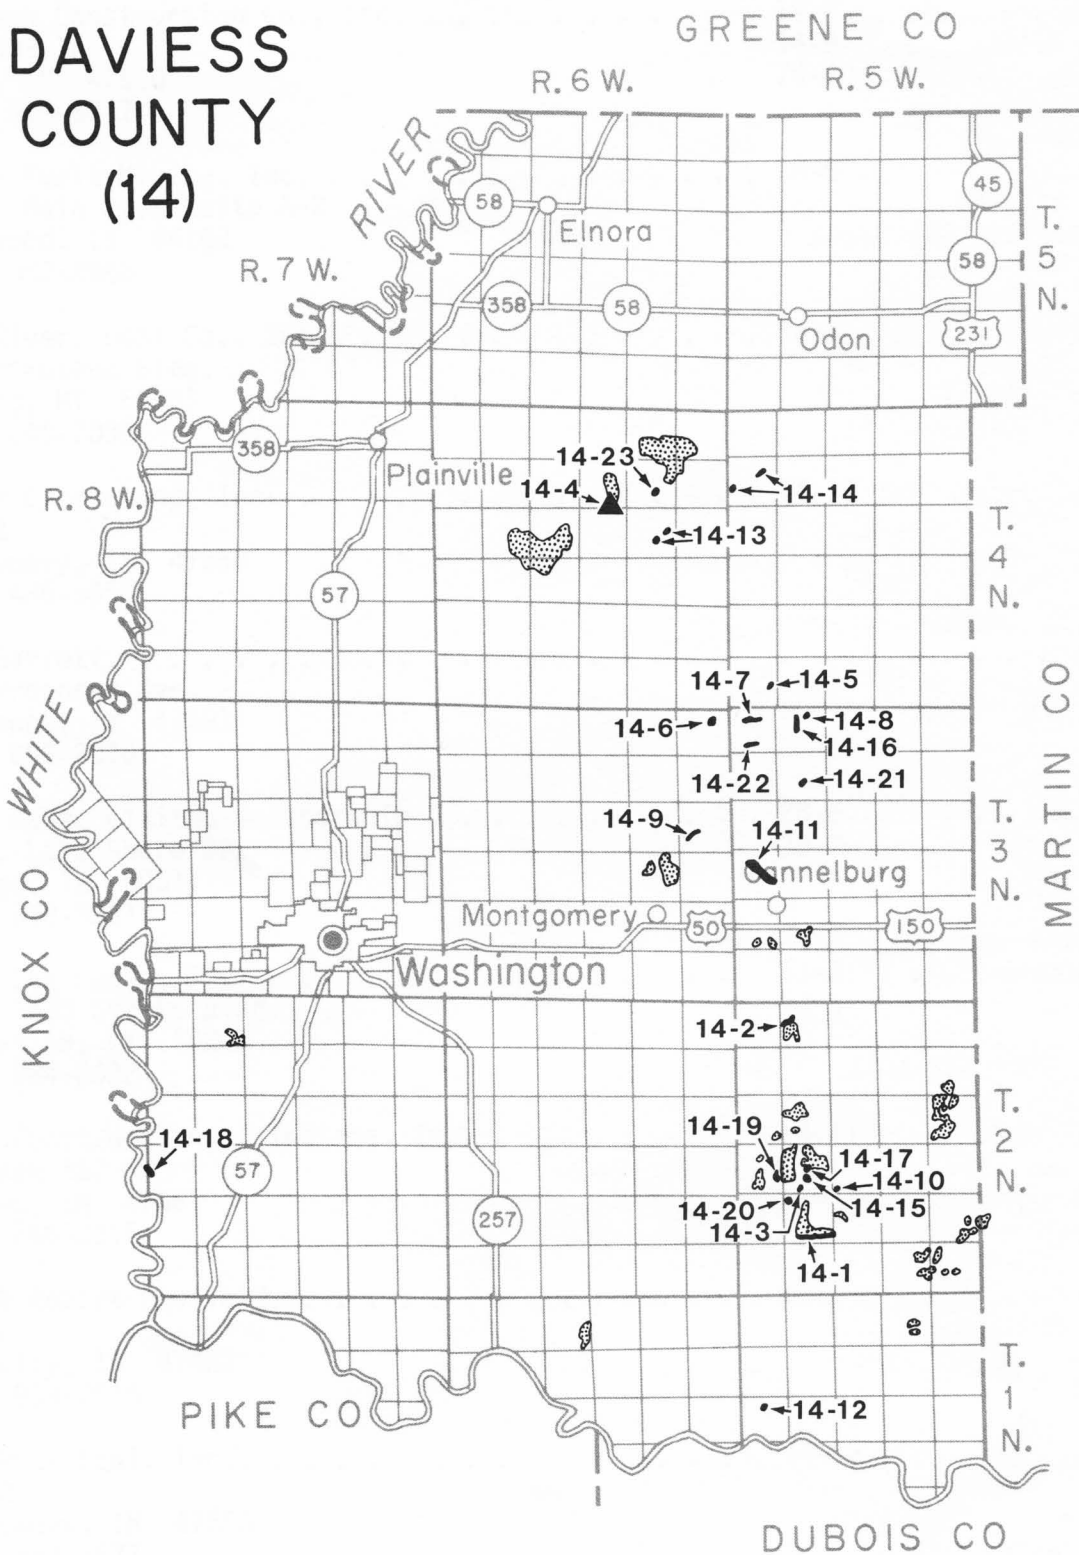 DAVIESS
COUNTY
(14)
GREENE CO
R. 6 W.
R. 5 W.
RIVER
58
Elnora
45
T.
5
N.
58
R. 7 W.
358
58
Odon
231
358
Plainville
14-23
14-4
14-14
R. 8 W.
14-13
T.
4
N.
57
14-7
14-5
14-6
14-8
14-16
14-22
14-21
WHITE
MARTIN CO
14-9
14-11
T.
3
N.
Cannelburg
KNOX CO
Montgomery
50
150
Washington
14-2
14-18
14-19
T.
2
N.
57
14-17
14-10
14-20
14-15
14-3
257
14-1
T.
1
N.
PIKE CO
14-12
DUBOIS CO